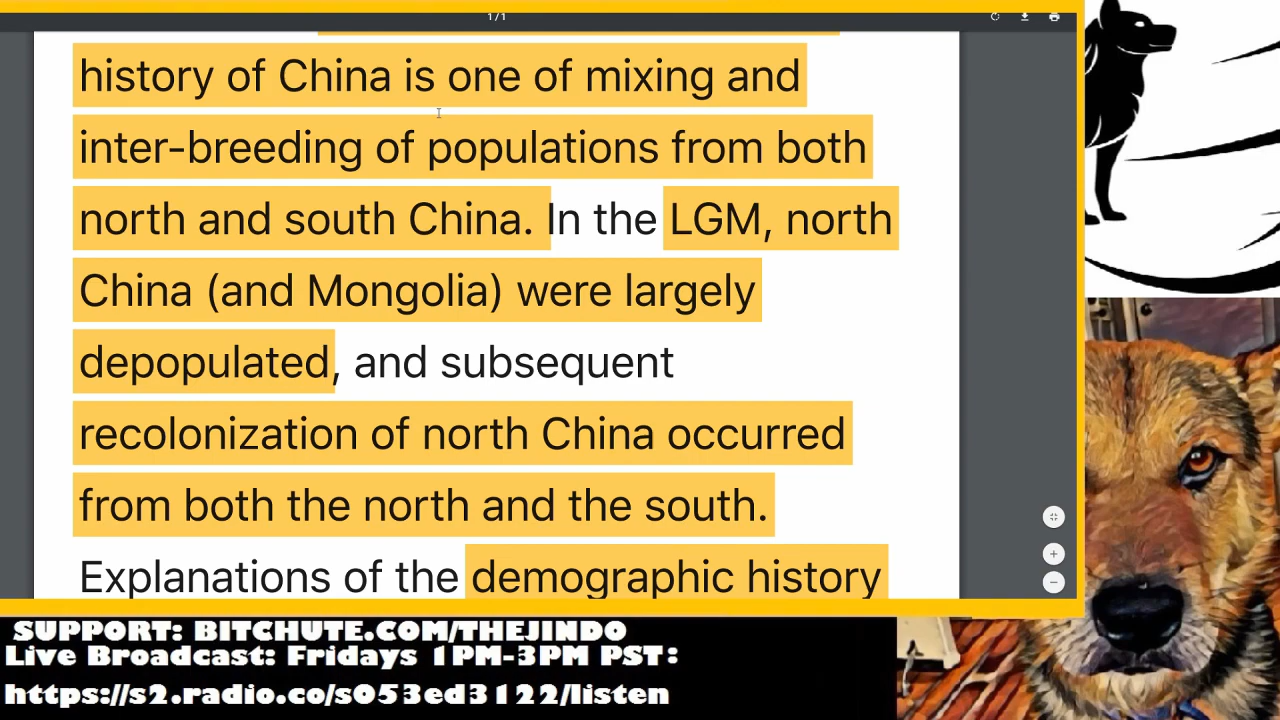 1/1
history of China is one of mixing and
inter-breeding of populations from both
north and south China. In the LGM, north
China (and Mongolia) were largely
depopulated, and subsequent
recolonization of north China occurred
from both the north and the south.
Explanations of the demographic history
SUPPORT: BITCHUTE.COM/THEJINDO
Live Broadcast: Fridays 1PM-3PM PST:
https://s2.radio.co/s053ed3122/listen